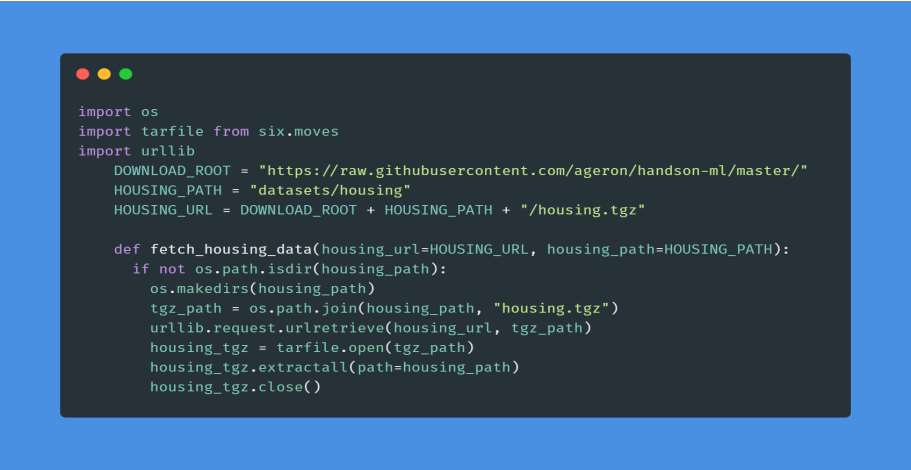 import os
import tarfile from six.moves
import urllib
    DOWNLOAD_ROOT = "https://raw.githubusercontent.com/ageron/handson-ml/master/"
    HOUSING_PATH = "datasets/housing"
    HOUSING_URL = DOWNLOAD_ROOT + HOUSING_PATH + "/housing.tgz"

    def fetch_housing_data(housing_url=HOUSING_URL, housing_path=HOUSING_PATH):
      if not os.path.isdir(housing_path):
        os.makedirs(housing_path)
        tgz_path = os.path.join(housing_path, "housing.tgz")
        urllib.request.urlretrieve(housing_url, tgz_path)
        housing_tgz = tarfile.open(tgz_path)
        housing_tgz.extractall(path=housing_path)
        housing_tgz.close()